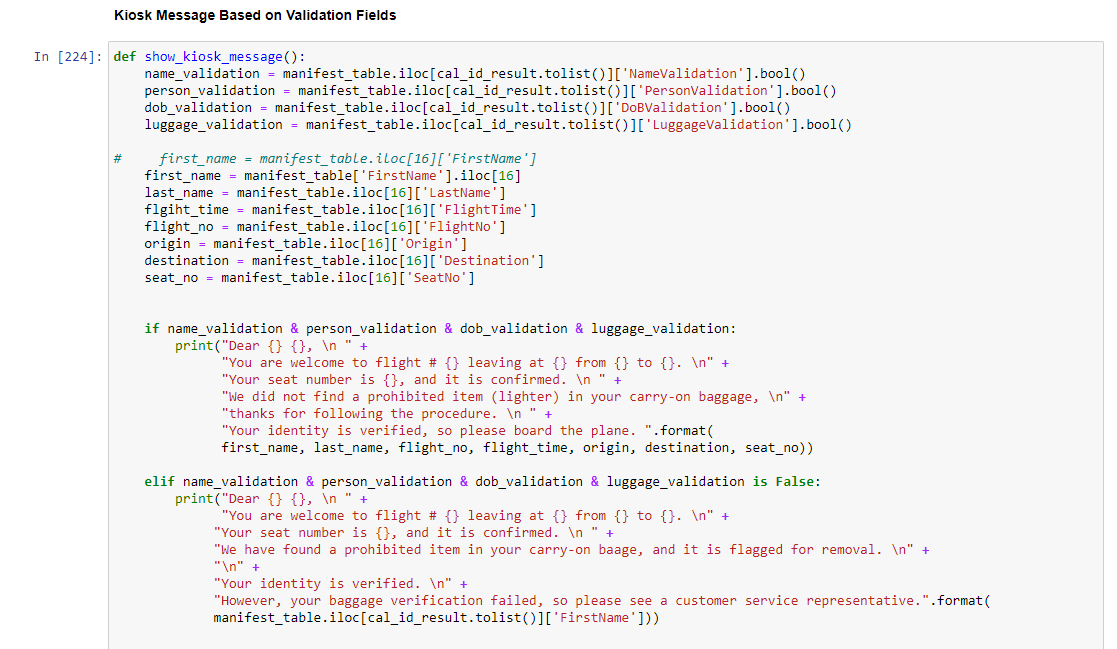 Kiosk Message Based on Validation Fields
In [224]: def show_kiosk_message():
    name_validation = manifest_table.iloc[cal_id_result.tolist()]['NameValidation'].bool()
    person_validation = manifest_table.iloc[cal_id_result.tolist()]['PersonValidation'].bool()
    dob_validation = manifest_table.iloc[cal_id_result.tolist()]['DoBValidation'].bool()
    luggage_validation = manifest_table.iloc[cal_id_result.tolist()]['LuggageValidation'].bool()
#     first_name = manifest_table.iloc[16]['FirstName']
    first_name = manifest_table['FirstName'].iloc[16]
    last_name = manifest_table.iloc[16]['LastName']
    flgiht_time = manifest_table.iloc[16]['FlightTime']
    flight_no = manifest_table.iloc[16]['FlightNo']
    origin = manifest_table.iloc[16]['Origin']
    destination = manifest_table.iloc[16]['Destination']
    seat_no = manifest_table.iloc[16]['SeatNo']
    if name_validation & person_validation & dob_validation & luggage_validation:
        print("Dear {} {}, \n " +
              "You are welcome to flight # {} leaving at {} from {} to {}. \n" +
              "Your seat number is {}, and it is confirmed. \n " +
              "We did not find a prohibited item (lighter) in your carry-on baggage, \n" +
              "thanks for following the procedure. \n " +
              "Your identity is verified, so please board the plane. ".format(
              first_name, last_name, flight_no, flight_time, origin, destination, seat_no))
    elif name_validation & person_validation & dob_validation & luggage_validation is False:
        print("Dear {} {}, \n " +
              "You are welcome to flight # {} leaving at {} from {} to {}. \n" +
             "Your seat number is {}, and it is confirmed. \n " +
             "We have found a prohibited item in your carry-on baage, and it is flagged for removal. \n" +
             "\n" +
             "Your identity is verified. \n" +
             "However, your baggage verification failed, so please see a customer service representative.".format(
             manifest_table.iloc[cal_id_result.tolist()]['FirstName']))